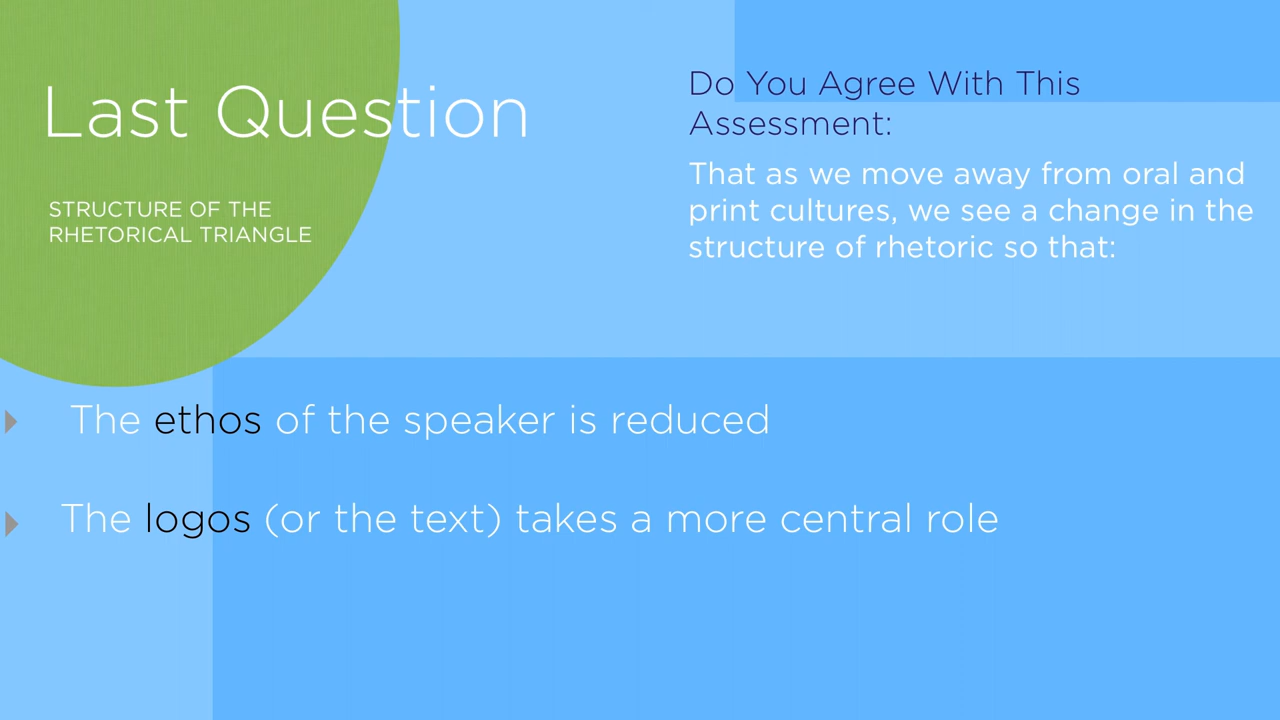 Last Question
STRUCTURE OF THE
RHETORICAL TRIANGLE
Do You Agree With This
Assessment:
That as we move away from oral and
print cultures, we see a change in the
structure of rhetoric so that:
The ethos of the speaker is reduced
The logos (or the text) takes a more central role